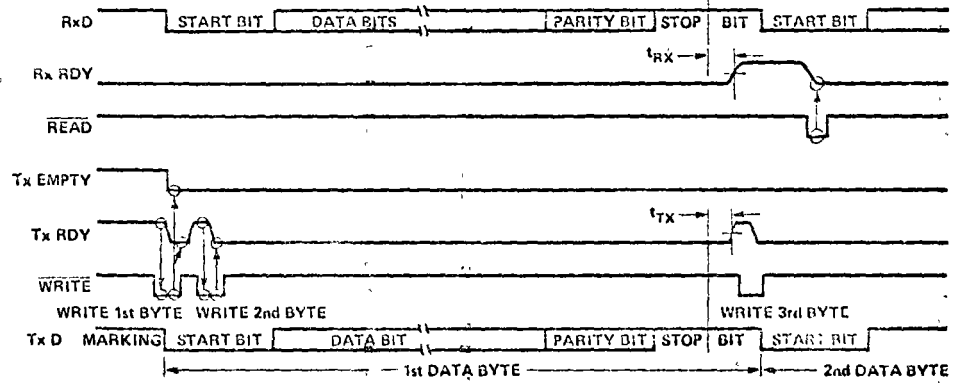 RxD START BIT DATA BITS PARITY BIT STOP BIT START BIT
tRX
Rx RDY
READ
Tx EMPTY
tTX
Tx RDY
WRITE
WRITE 1st BYTE WRITE 2nd BYTE WRITE 3rd BYTE
Tx D MARKING START BIT DATA BIT PARITY BIT STOP BIT START BIT
1st DATA BYTE 2nd DATA BYTE